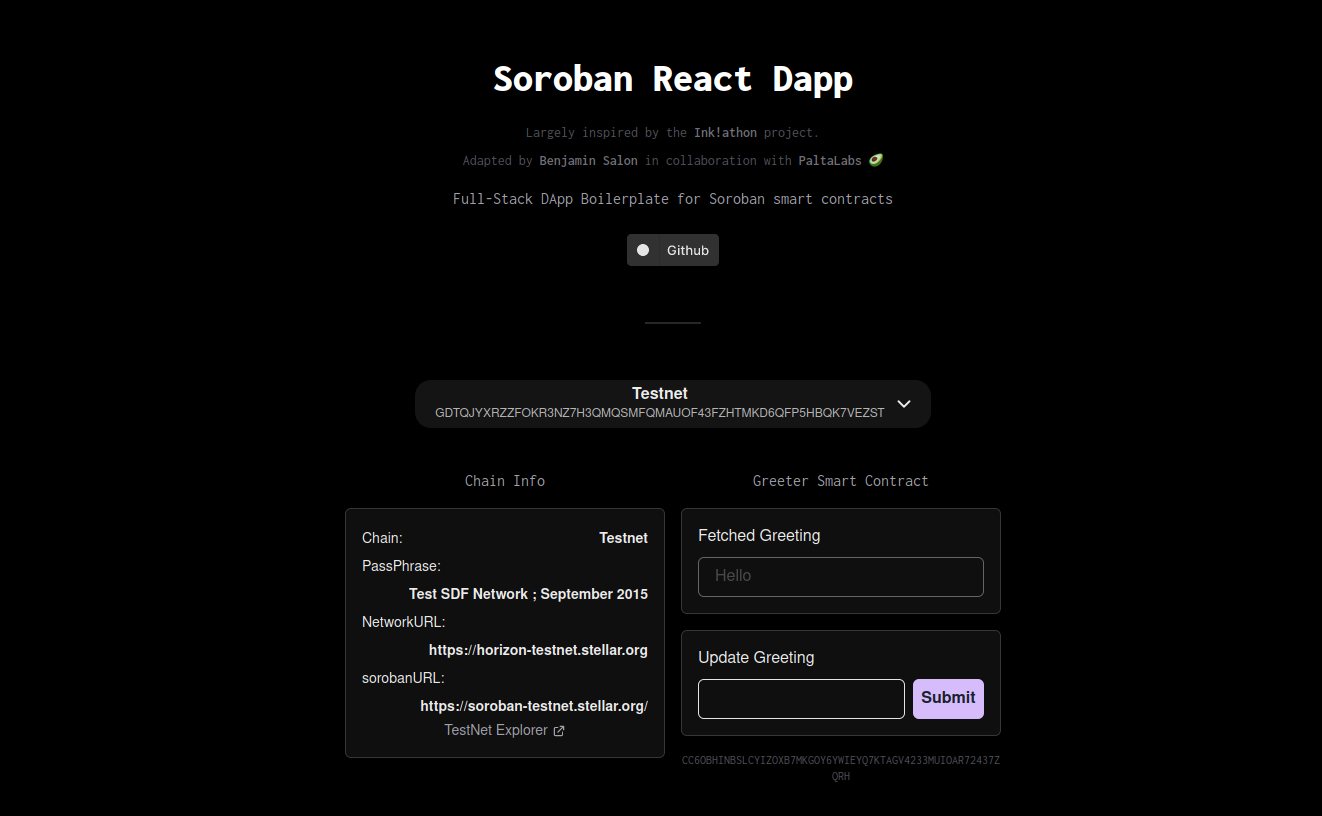 Soroban React Dapp
Largely inspired by the Ink!athon project.
Adapted by Benjamin Salon in collaboration with PaltaLabs 🥑
Full-Stack DApp Boilerplate for Soroban smart contracts
Github
Testnet
GDTQJYXRZZFOKR3NZ7H3QMQSMFQMAUOF43FZHTMKD6QFP5HBQK7VEZST
Chain Info
Chain: Testnet
PassPhrase:
Test SDF Network ; September 2015
NetworkURL:
https://horizon-testnet.stellar.org
sorobanURL:
https://soroban-testnet.stellar.org/
TestNet Explorer
Greeter Smart Contract
Fetched Greeting
Hello
Update Greeting
Submit
CC6OBHINBSLCYIZOXB7MKGOY6YWIEYQ7KTAGV4233MUIOAR72437Z
QRH